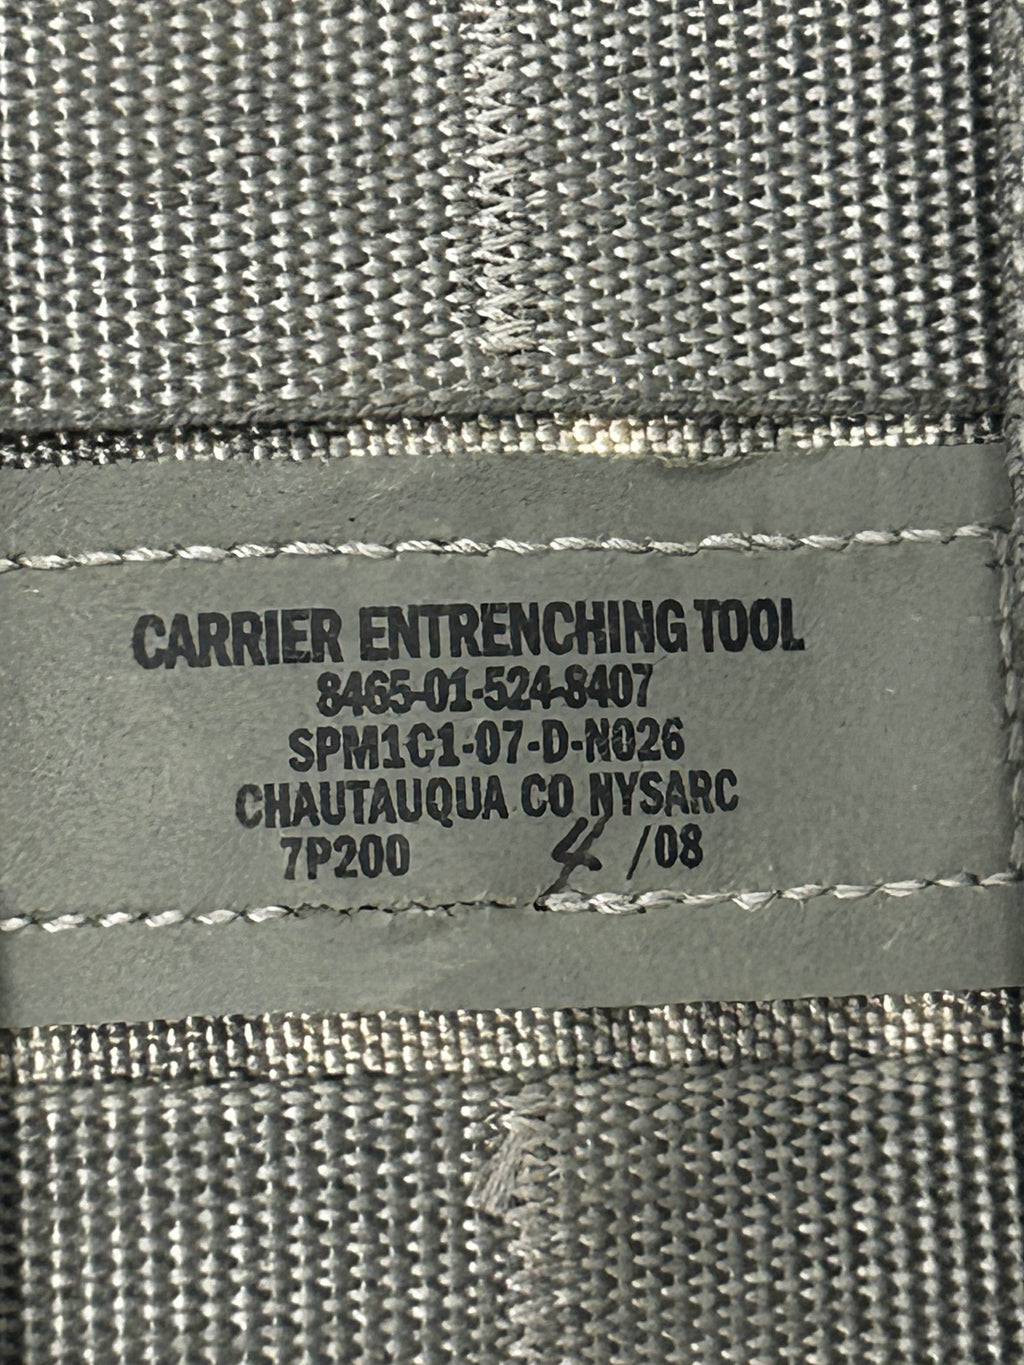 CARRIER ENTRENCHING TOOL
8465-01-524-8407
SPM1C1-07-D-N026
CHAUTAUQUA CO NYSARC
7P200 4 /08